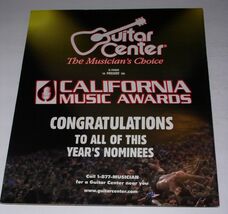 Guitar
Center®
The Musician's Choice
PRESENT
CALIFORNIA
MUSIC AWARDS
CONGRATULATIONS
TO ALL OF THIS
YEAR'S NOMINEES
Call 1-877-MUSICIAN
for a Guitar Center near you
www.guitarcenter.com